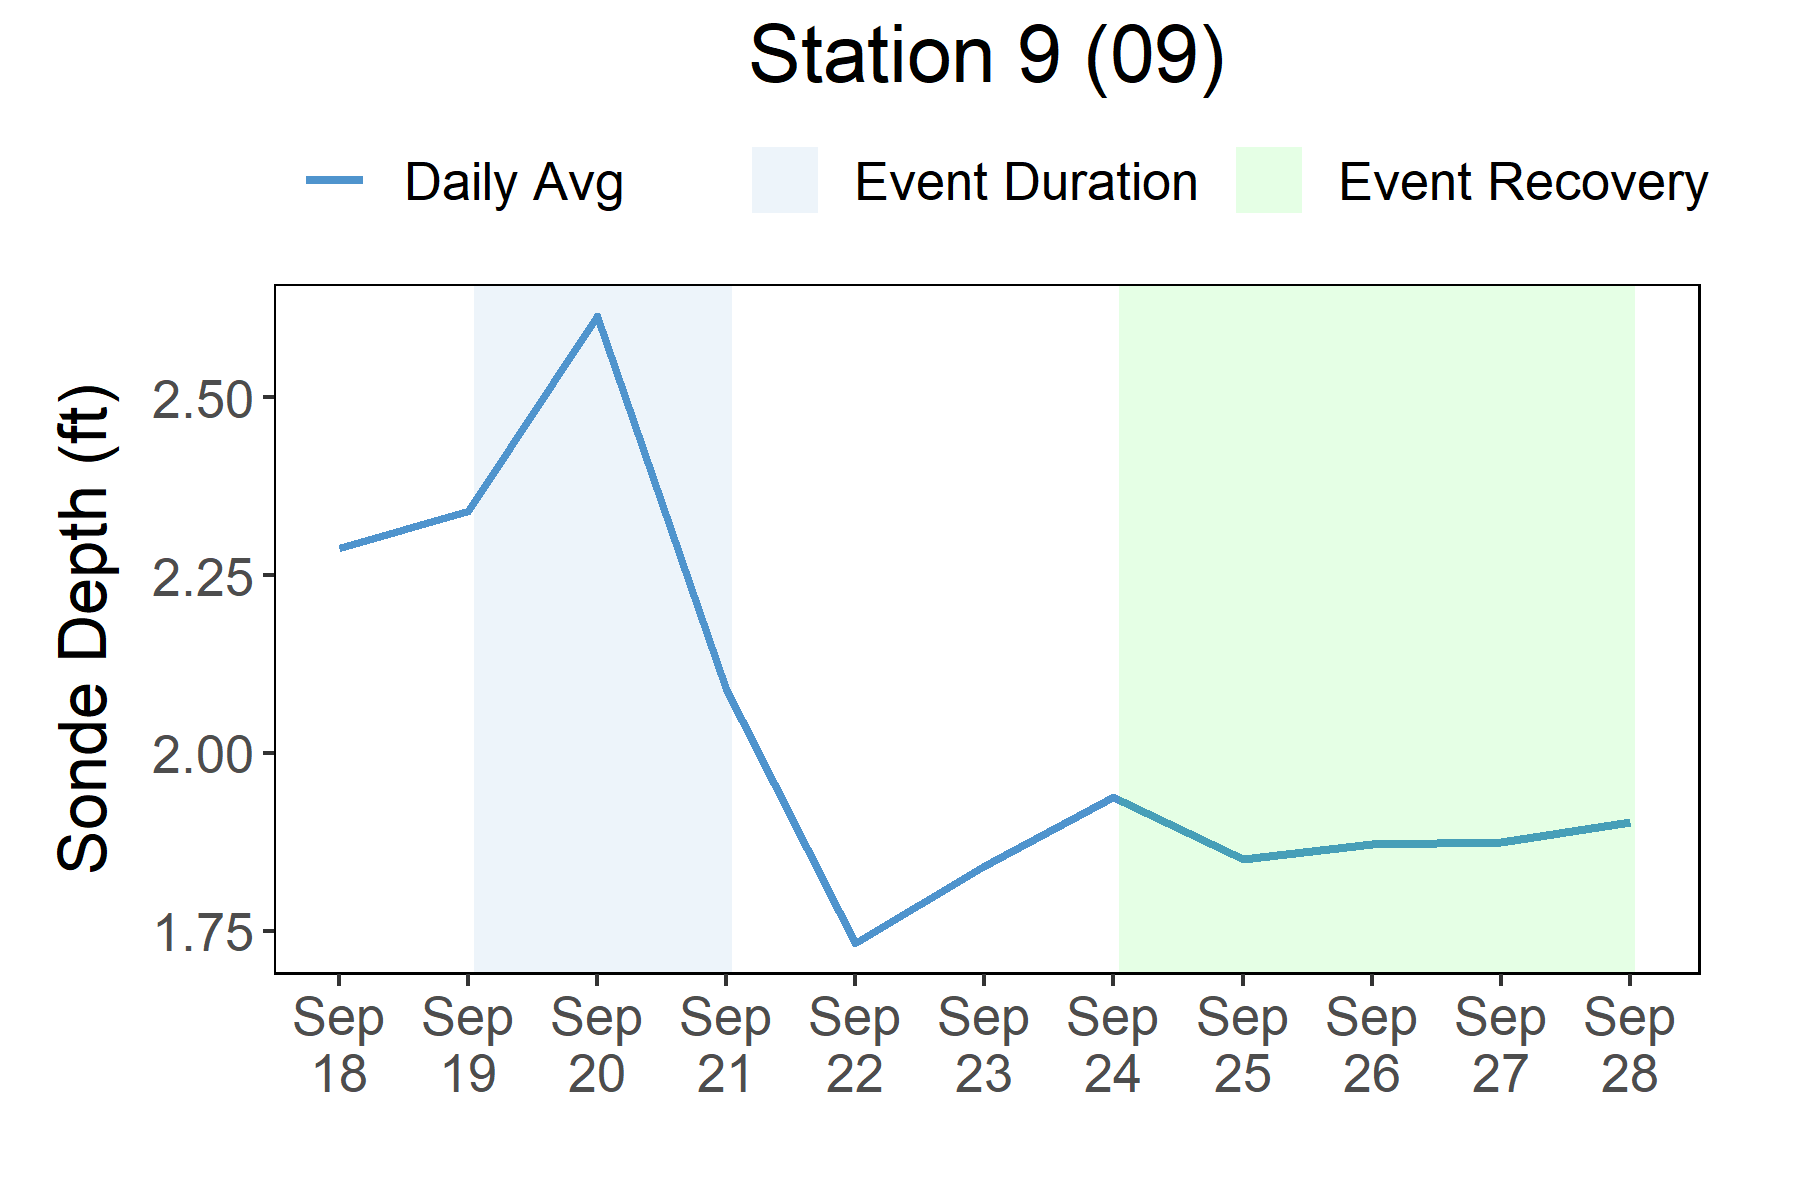 Station 9 (09)
Daily Avg Event Duration Event Recovery
Sonde Depth (ft)
2.50
2.25
2.00
1.75
Sep Sep Sep Sep Sep Sep Sep Sep Sep Sep Sep
18 19 20 21 22 23 24 25 26 27 28